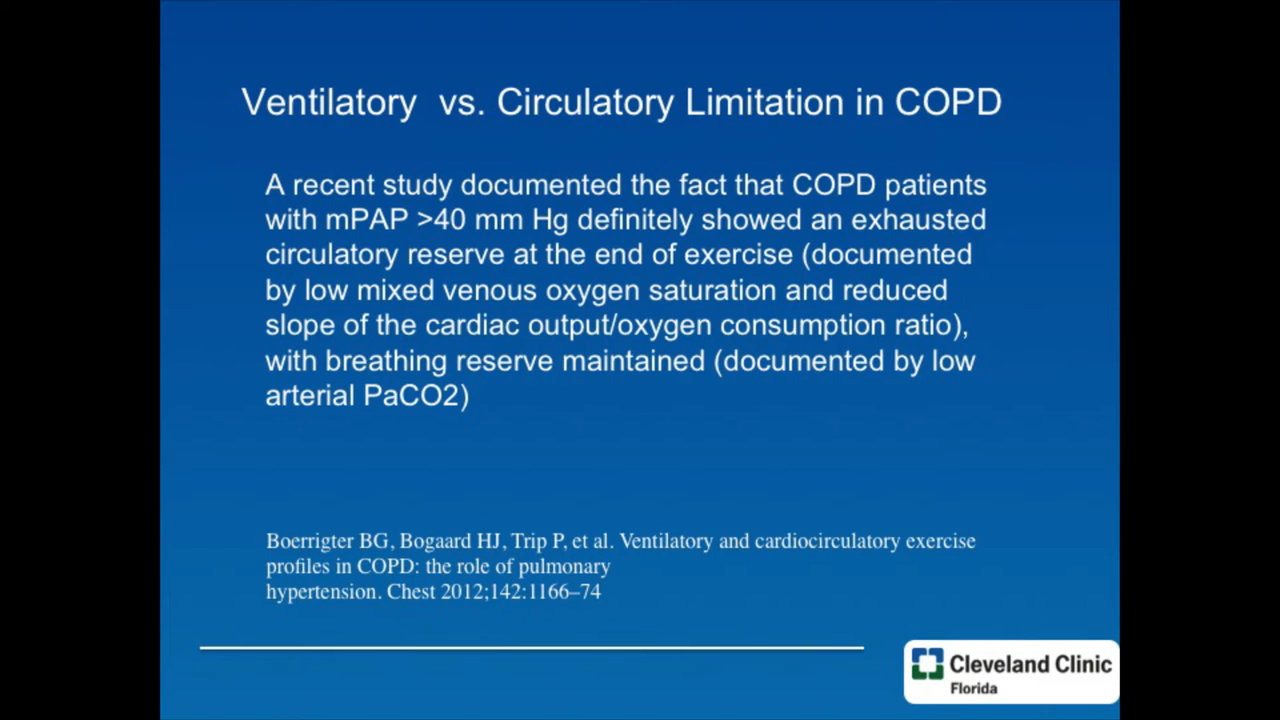 Ventilatory  vs. Circulatory Limitation in COPD
A recent study documented the fact that COPD patients
with mPAP >40 mm Hg definitely showed an exhausted
circulatory reserve at the end of exercise (documented
by low mixed venous oxygen saturation and reduced
slope of the cardiac output/oxygen consumption ratio),
with breathing reserve maintained (documented by low
arterial PaCO2)
Boerrigter BG, Bogaard HJ, Trip P, et al. Ventilatory and cardiocirculatory exercise
profiles in COPD: the role of pulmonary
hypertension. Chest 2012;142:1166–74
Cleveland Clinic
Florida